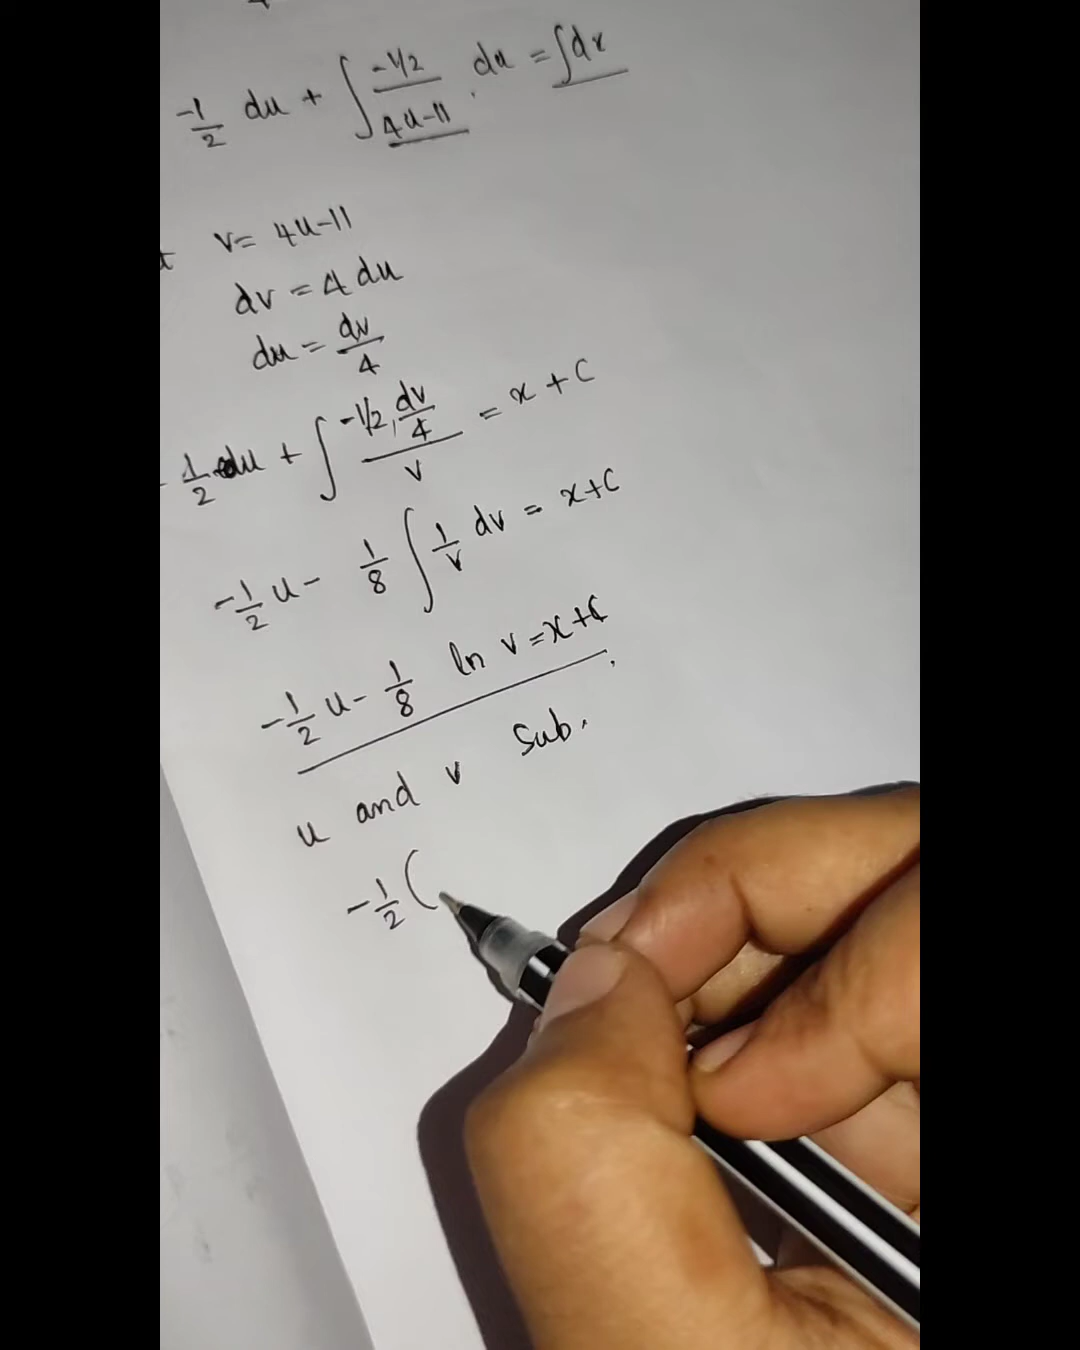 -1/2 du + ∫ -1/2 / 4u-11 . du = ∫dx
v= 4u-11
dv = 4 du
du = dv/4
-1/2 du + ∫ -1/2 . dv/4 / v = x + c
-1/2 u - 1/8 ∫ 1/v dv = x+c
-1/2 u - 1/8 ln v = x+c
u and v sub.
-1/2 (